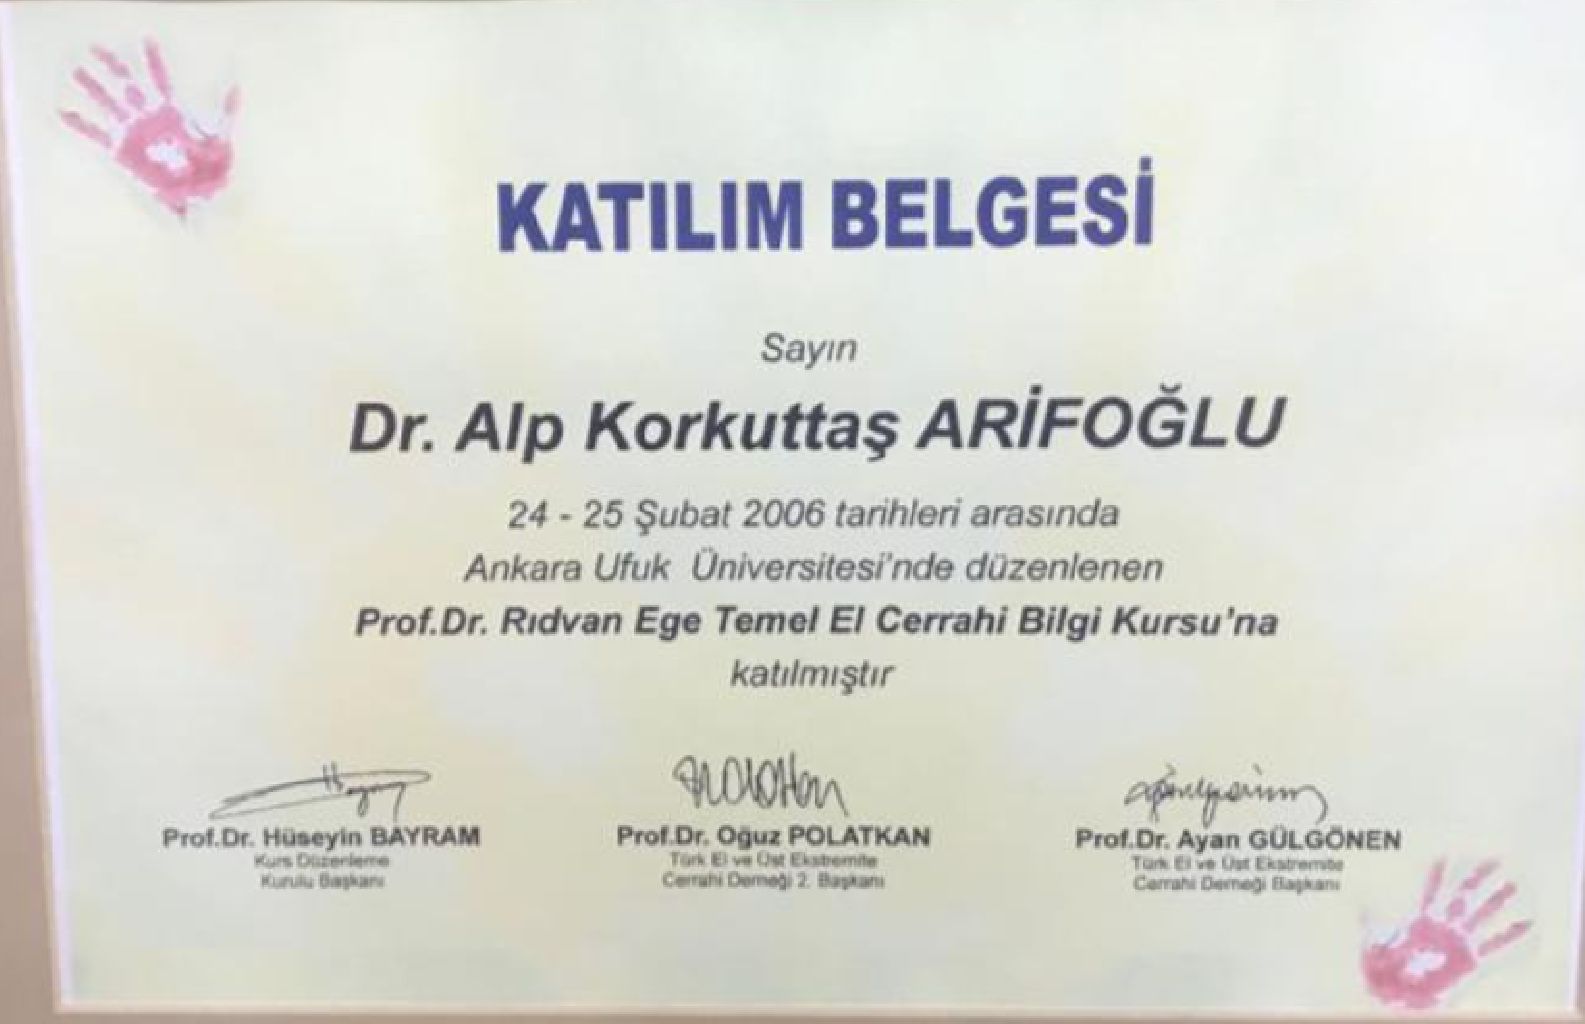 KATILIM BELGESİ
Sayın
Dr. Alp Korkuttaş ARİFOĞLU
24 - 25 Şubat 2006 tarihleri arasında
Ankara Ufuk Üniversitesi'nde düzenlenen
Prof.Dr. Rıdvan Ege Temel El Cerrahi Bilgi Kursu'na
katılmıştır
Prof.Dr. Hüseyin BAYRAM
Kurs Düzenleme
Kurulu Başkanı
Prof.Dr. Oğuz POLATKAN
Türk El ve Üst Ekstremite
Cerrahi Derneği 2. Başkanı
Prof.Dr. Ayan GÜLGÖNEN
Türk El ve Üst Ekstremite
Cerrahi Derneği Başkanı